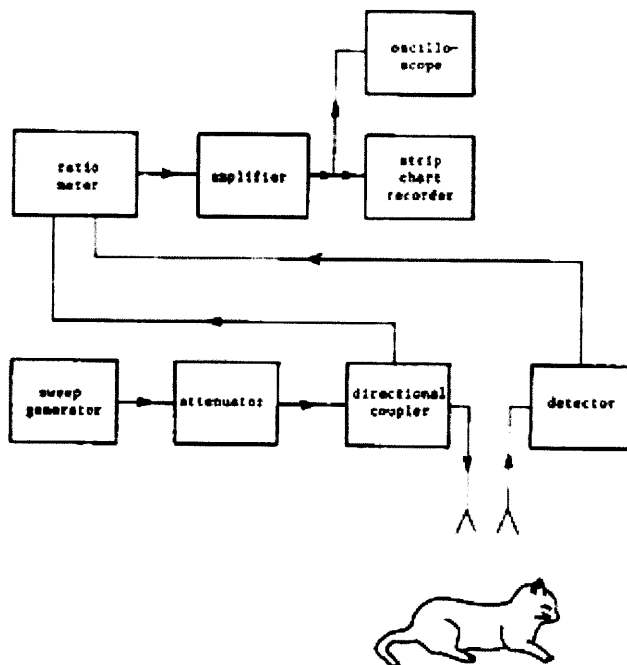 oscillo-
scope
ratio
meter
amplifier
strip
chart
recorder
sweep
generator
attenuator
directional
coupler
detector